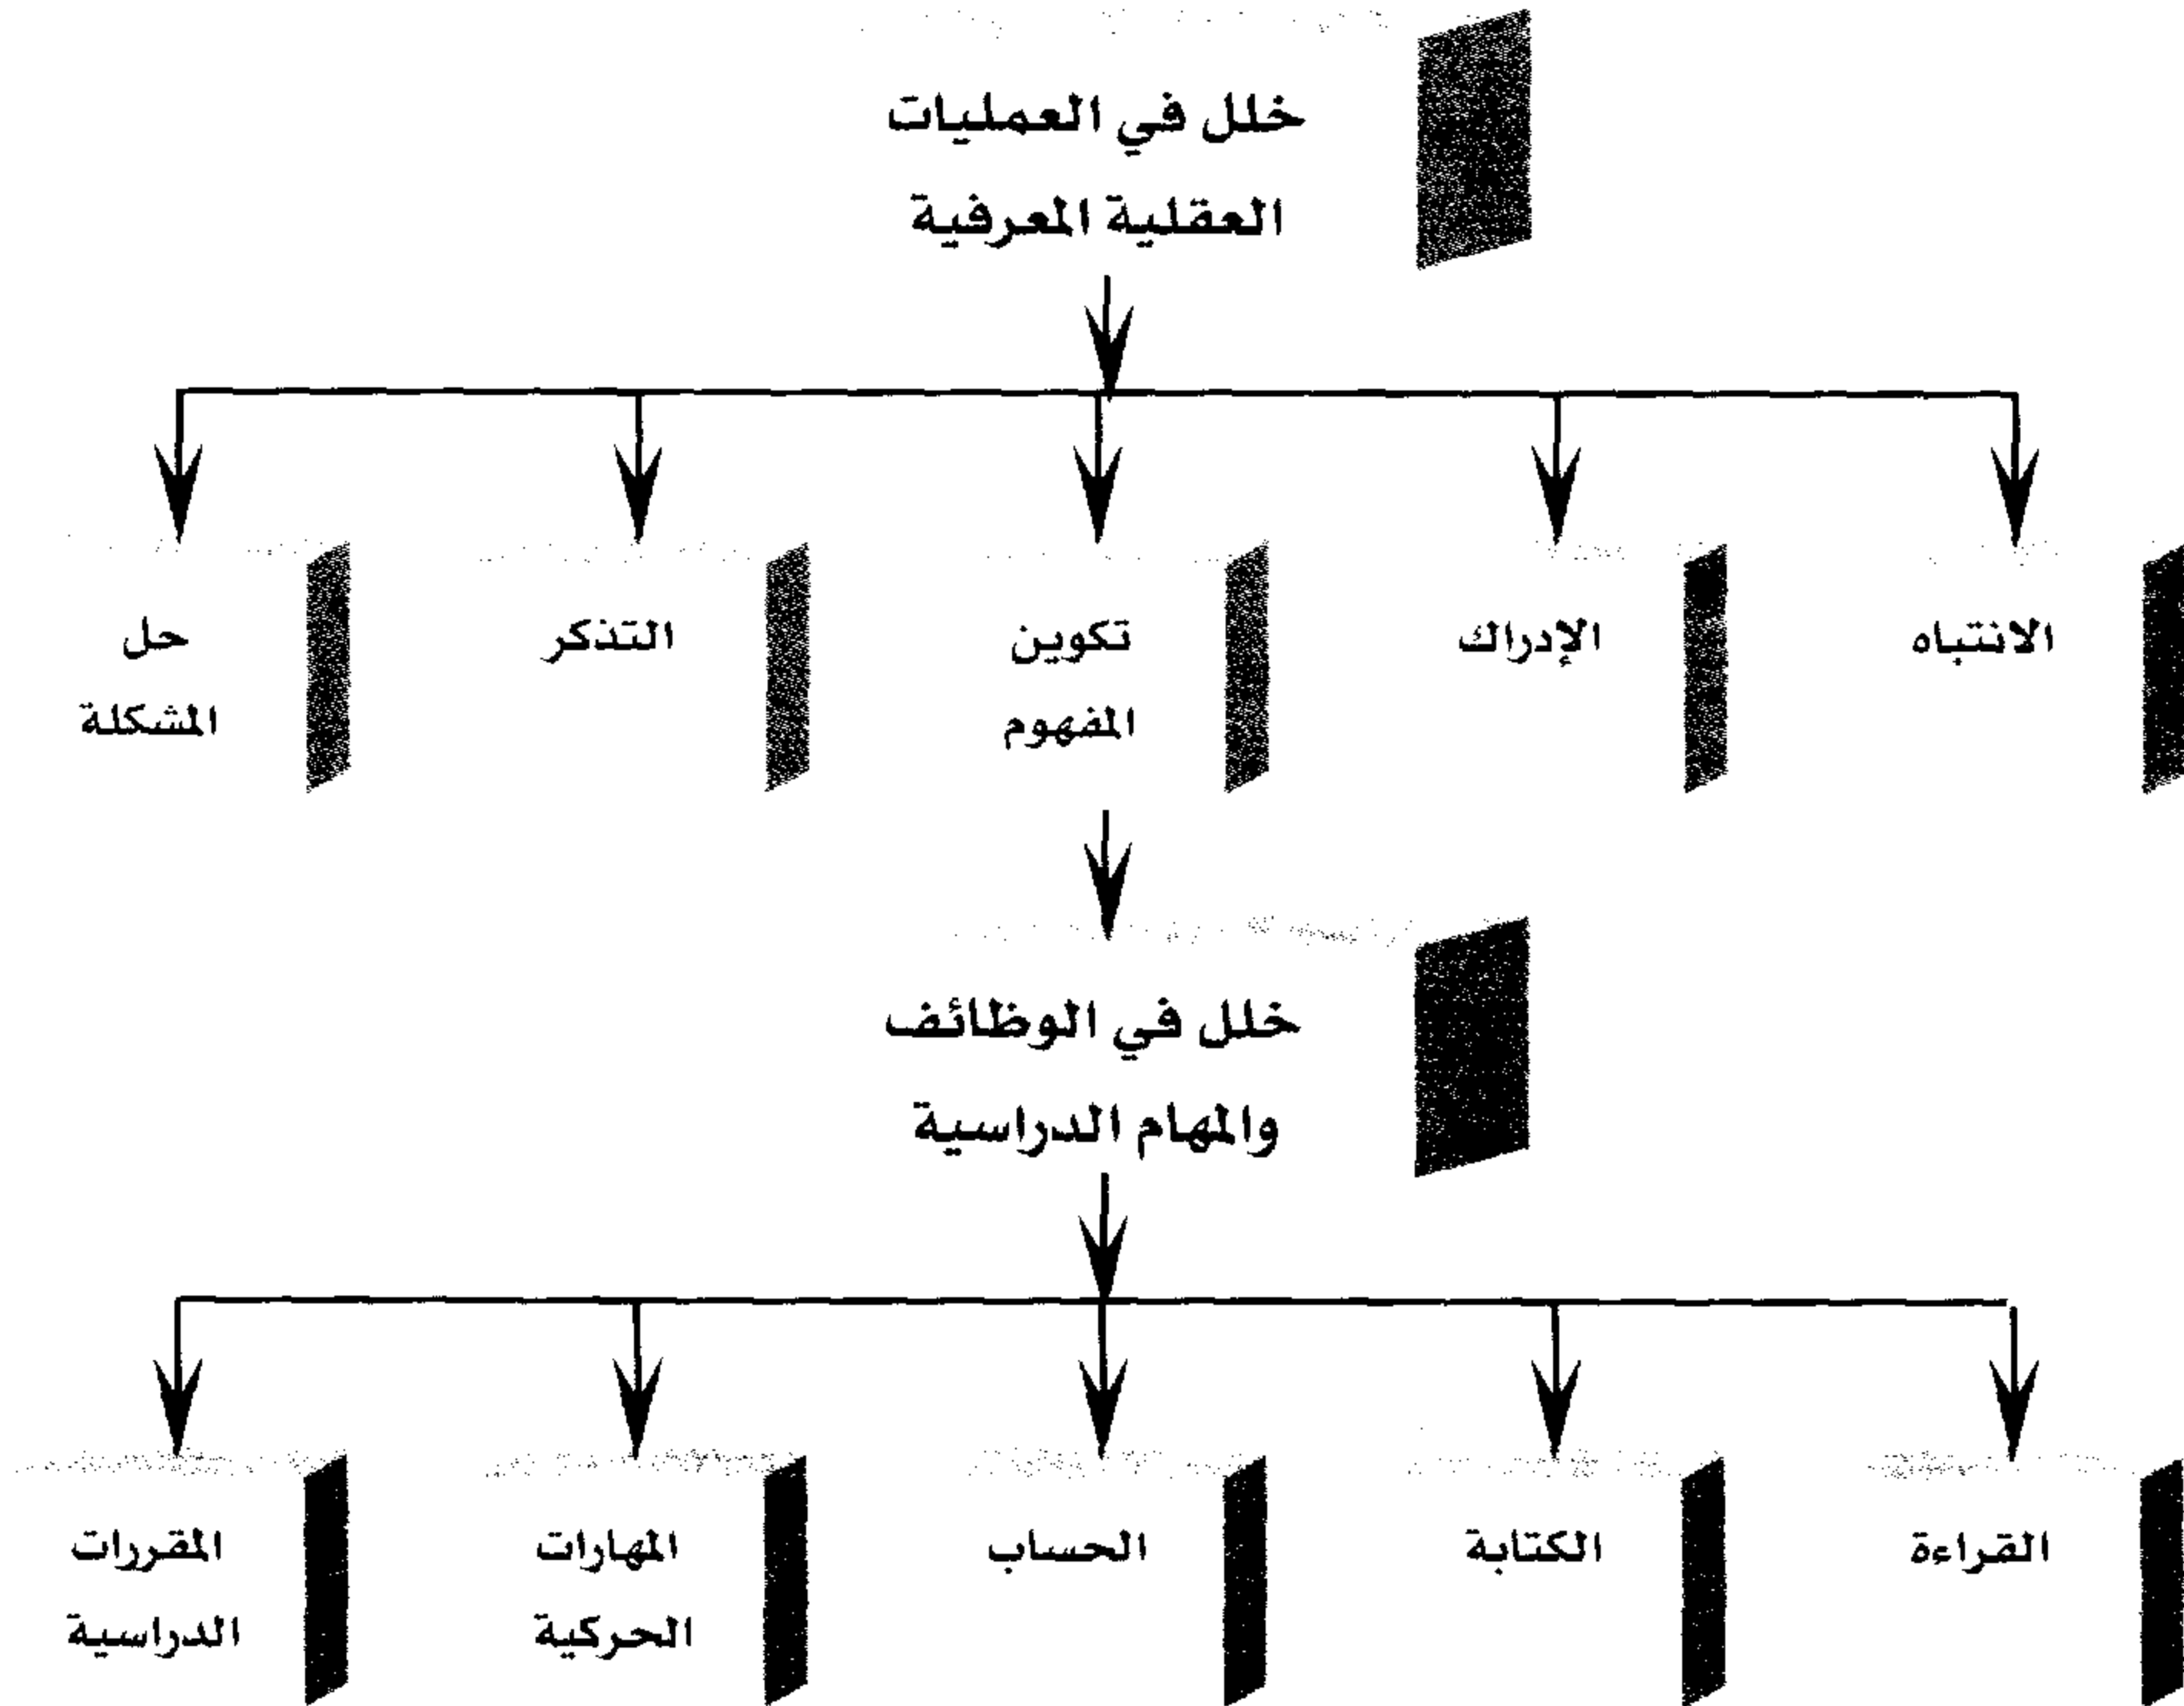 خلل في العمليات
العقلية المعرفية
الانتباه
الإدراك
تكوين
المفهوم
التذكر
حل
المشكلة
خلل في الوظائف
والمهام الدراسية
القراءة
الكتابة
الحساب
المهارات
الحركية
المقررات
الدراسية